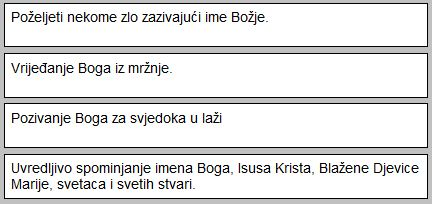 Poželjeti nekome zlo zazivajući ime Božje.
Vrijeđanje Boga iz mržnje.
Pozivanje Boga za svjedoka u laži
Uvredljivo spominjanje imena Boga, Isusa Krista, Blažene Djevice
Marije, svetaca i svetih stvari.